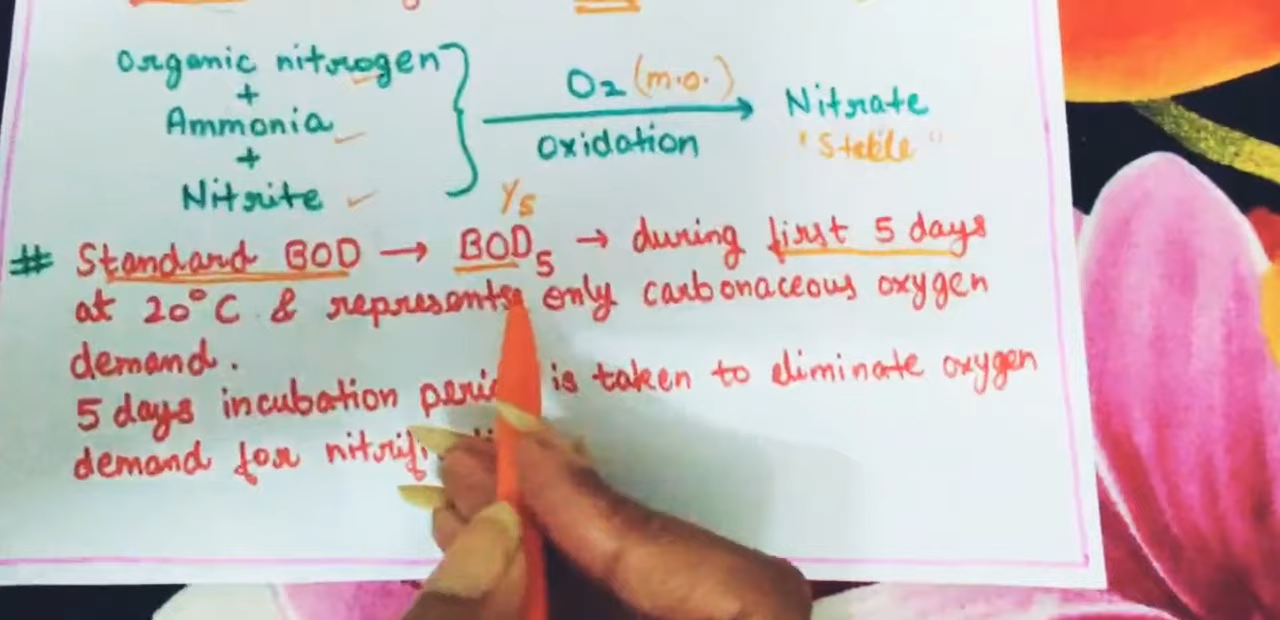 Organic nitrogen
+
Ammonia
+
Nitrite
O2 (m.o.)
Oxidation
Nitrate
"Stable"
Y5
# Standard BOD → BOD5 → during first 5 days
at 20°C & represents only carbonaceous oxygen
demand.
5 days incubation is taken to eliminate oxygen
demand for